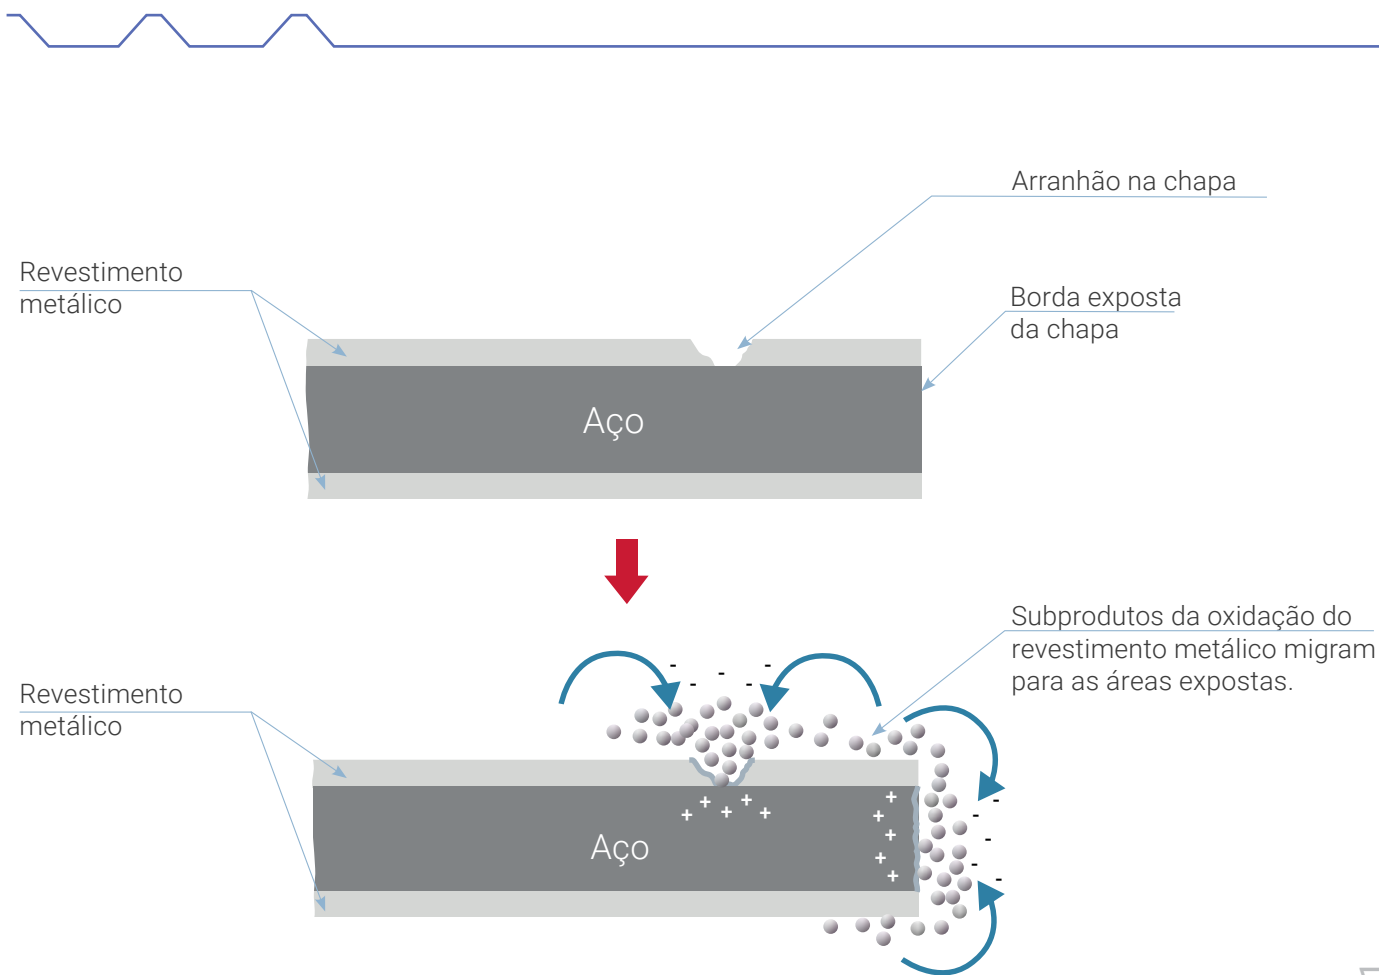 Arranhão na chapa
Revestimento
metálico
Borda exposta
da chapa
Aço
Subprodutos da oxidação do
revestimento metálico migram
para as áreas expostas.
Revestimento
metálico
- - -
- -
+ + + + +
+
+
+
+
+
-
-
-
-
-
Aço